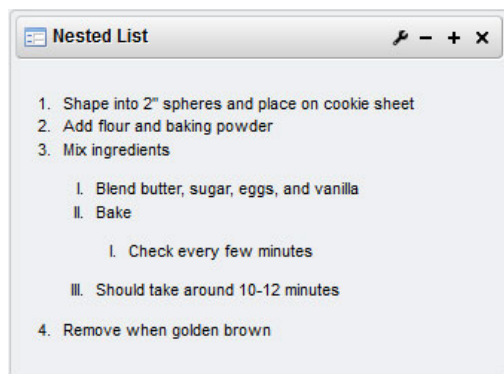 Nested List
1. Shape into 2" spheres and place on cookie sheet
2. Add flour and baking powder
3. Mix ingredients
I. Blend butter, sugar, eggs, and vanilla
II. Bake
I. Check every few minutes
III. Should take around 10-12 minutes
4. Remove when golden brown